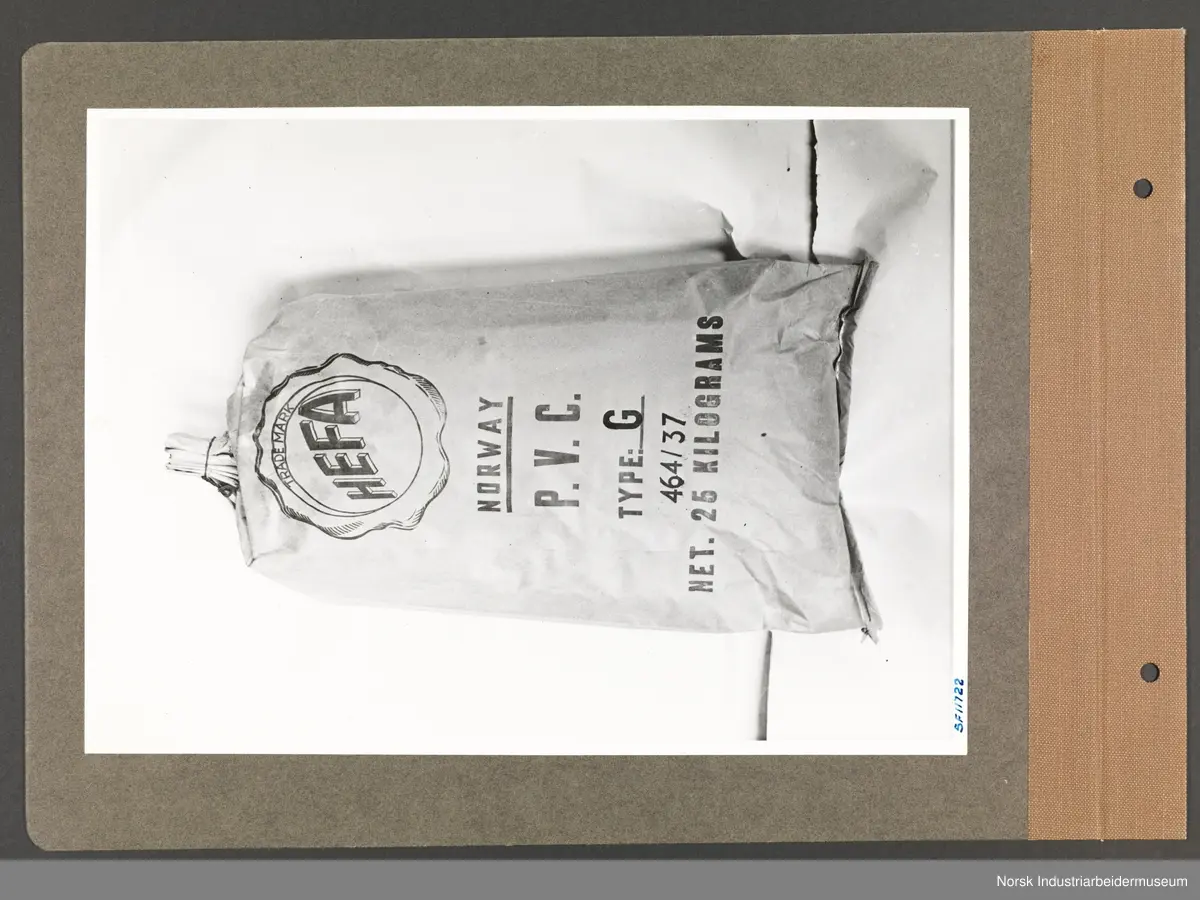 TRADE MARK
HEFA
NORWAY
P. V. C.
TYPE: G
464/37
NET. 25 KILOGRAMS
SF11722
Norsk Industriarbeidermuseum